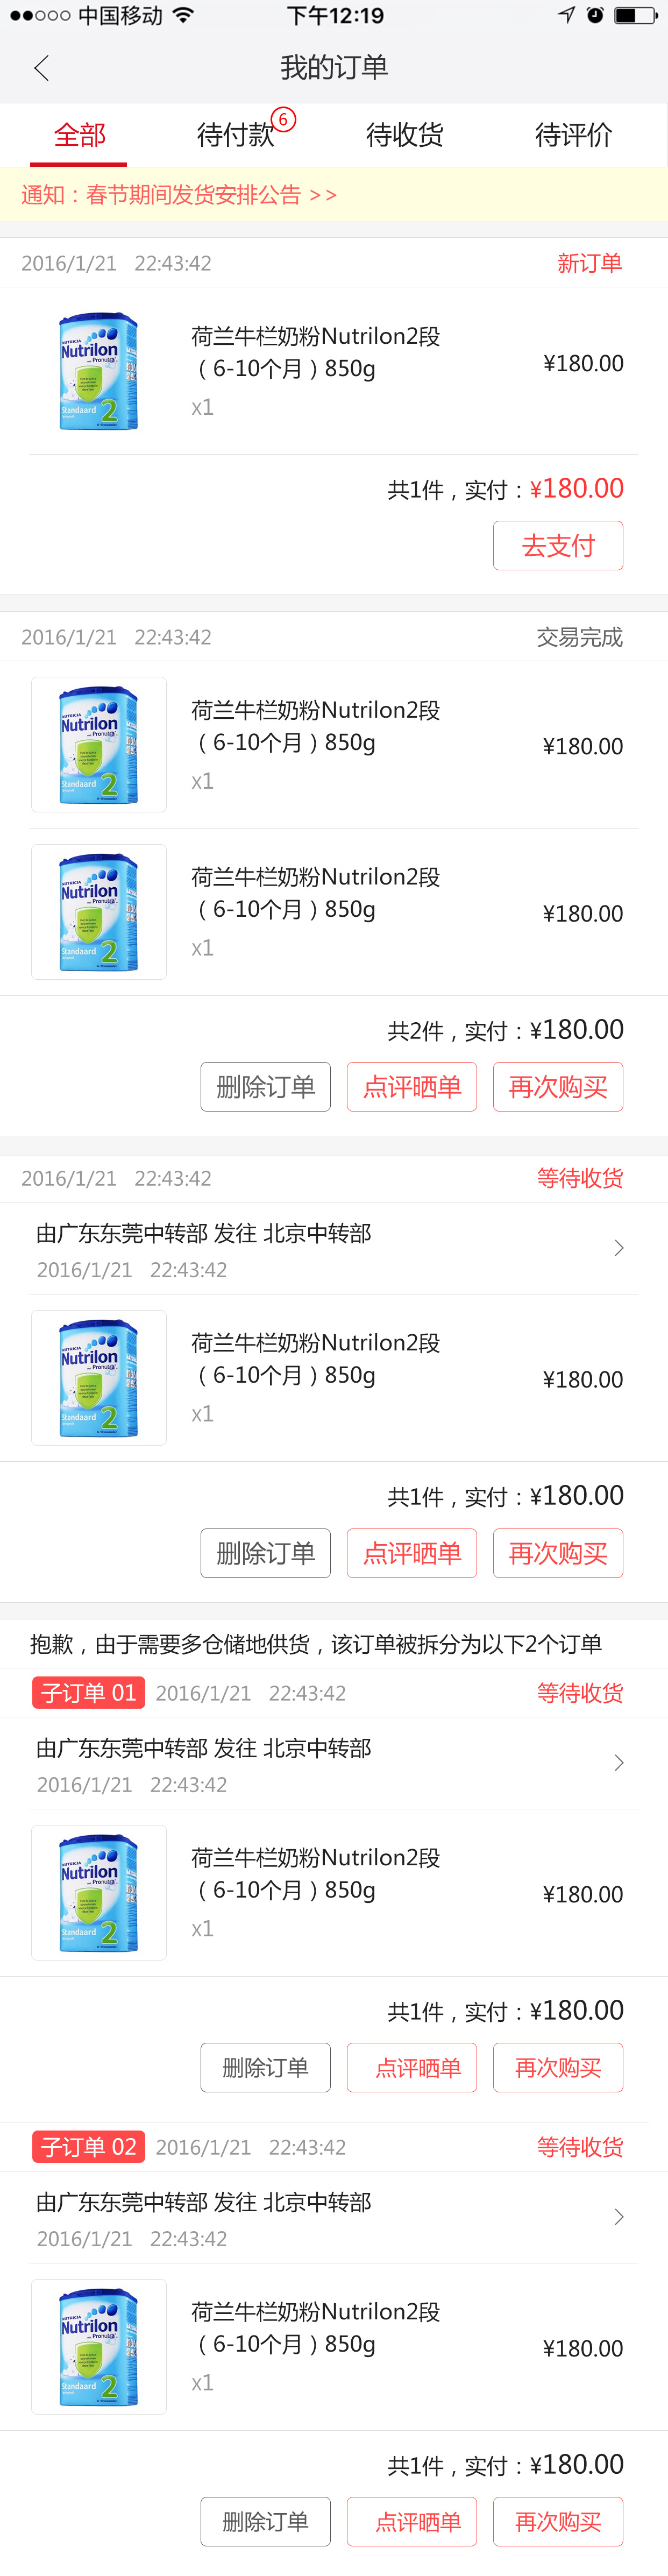 中国移动
下午12:19
我的订单
全部
待付款
6
待收货
待评价
通知：春节期间发货安排公告 >>
2016/1/21 22:43:42
新订单
NUTRICIA
Nutrilon
Pronutra
Standaard
2
荷兰牛栏奶粉Nutrilon2段
（6-10个月）850g
¥180.00
x1
共1件，实付：¥180.00
去支付
2016/1/21 22:43:42
交易完成
NUTRICIA
Nutrilon
Pronutra
Standaard
2
荷兰牛栏奶粉Nutrilon2段
（6-10个月）850g
¥180.00
x1
NUTRICIA
Nutrilon
Pronutra
Standaard
2
荷兰牛栏奶粉Nutrilon2段
（6-10个月）850g
¥180.00
x1
共2件，实付：¥180.00
删除订单
点评晒单
再次购买
2016/1/21 22:43:42
等待收货
由广东东莞中转部 发往 北京中转部
2016/1/21 22:43:42
NUTRICIA
Nutrilon
Pronutra
Standaard
2
荷兰牛栏奶粉Nutrilon2段
（6-10个月）850g
¥180.00
x1
共1件，实付：¥180.00
删除订单
点评晒单
再次购买
抱歉，由于需要多仓储地供货，该订单被拆分为以下2个订单
子订单 01
2016/1/21 22:43:42
等待收货
由广东东莞中转部 发往 北京中转部
2016/1/21 22:43:42
NUTRICIA
Nutrilon
Pronutra
Standaard
2
荷兰牛栏奶粉Nutrilon2段
（6-10个月）850g
¥180.00
x1
共1件，实付：¥180.00
删除订单
点评晒单
再次购买
子订单 02
2016/1/21 22:43:42
等待收货
由广东东莞中转部 发往 北京中转部
2016/1/21 22:43:42
NUTRICIA
Nutrilon
Pronutra
Standaard
2
荷兰牛栏奶粉Nutrilon2段
（6-10个月）850g
¥180.00
x1
共1件，实付：¥180.00
删除订单
点评晒单
再次购买